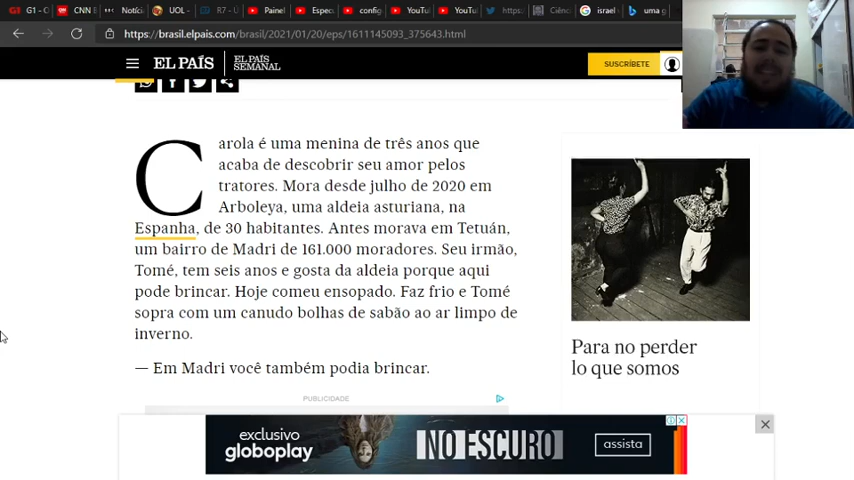 G1 - C
CNN B
Notíci
UOL -
R7 - Ú
Painel
Especu
config
YouTu
YouTu
https:
Ciênc
israel
uma g
https://brasil.elpais.com/brasil/2021/01/20/eps/1611145093_375643.html
EL PAÍS
EL PAÍS
SEMANAL
SUSCRÍBETE
Carola é uma menina de três anos que
acaba de descobrir seu amor pelos
tratores. Mora desde julho de 2020 em
Arboleya, uma aldeia asturiana, na
Espanha, de 30 habitantes. Antes morava em Tetuán,
um bairro de Madri de 161.000 moradores. Seu irmão,
Tomé, tem seis anos e gosta da aldeia porque aqui
pode brincar. Hoje comeu ensopado. Faz frio e Tomé
sopra com um canudo bolhas de sabão ao ar limpo de
inverno.
— Em Madri você também podia brincar.
Para no perder
lo que somos
PUBLICIDADE
exclusivo
globoplay
NO ESCURO
assista